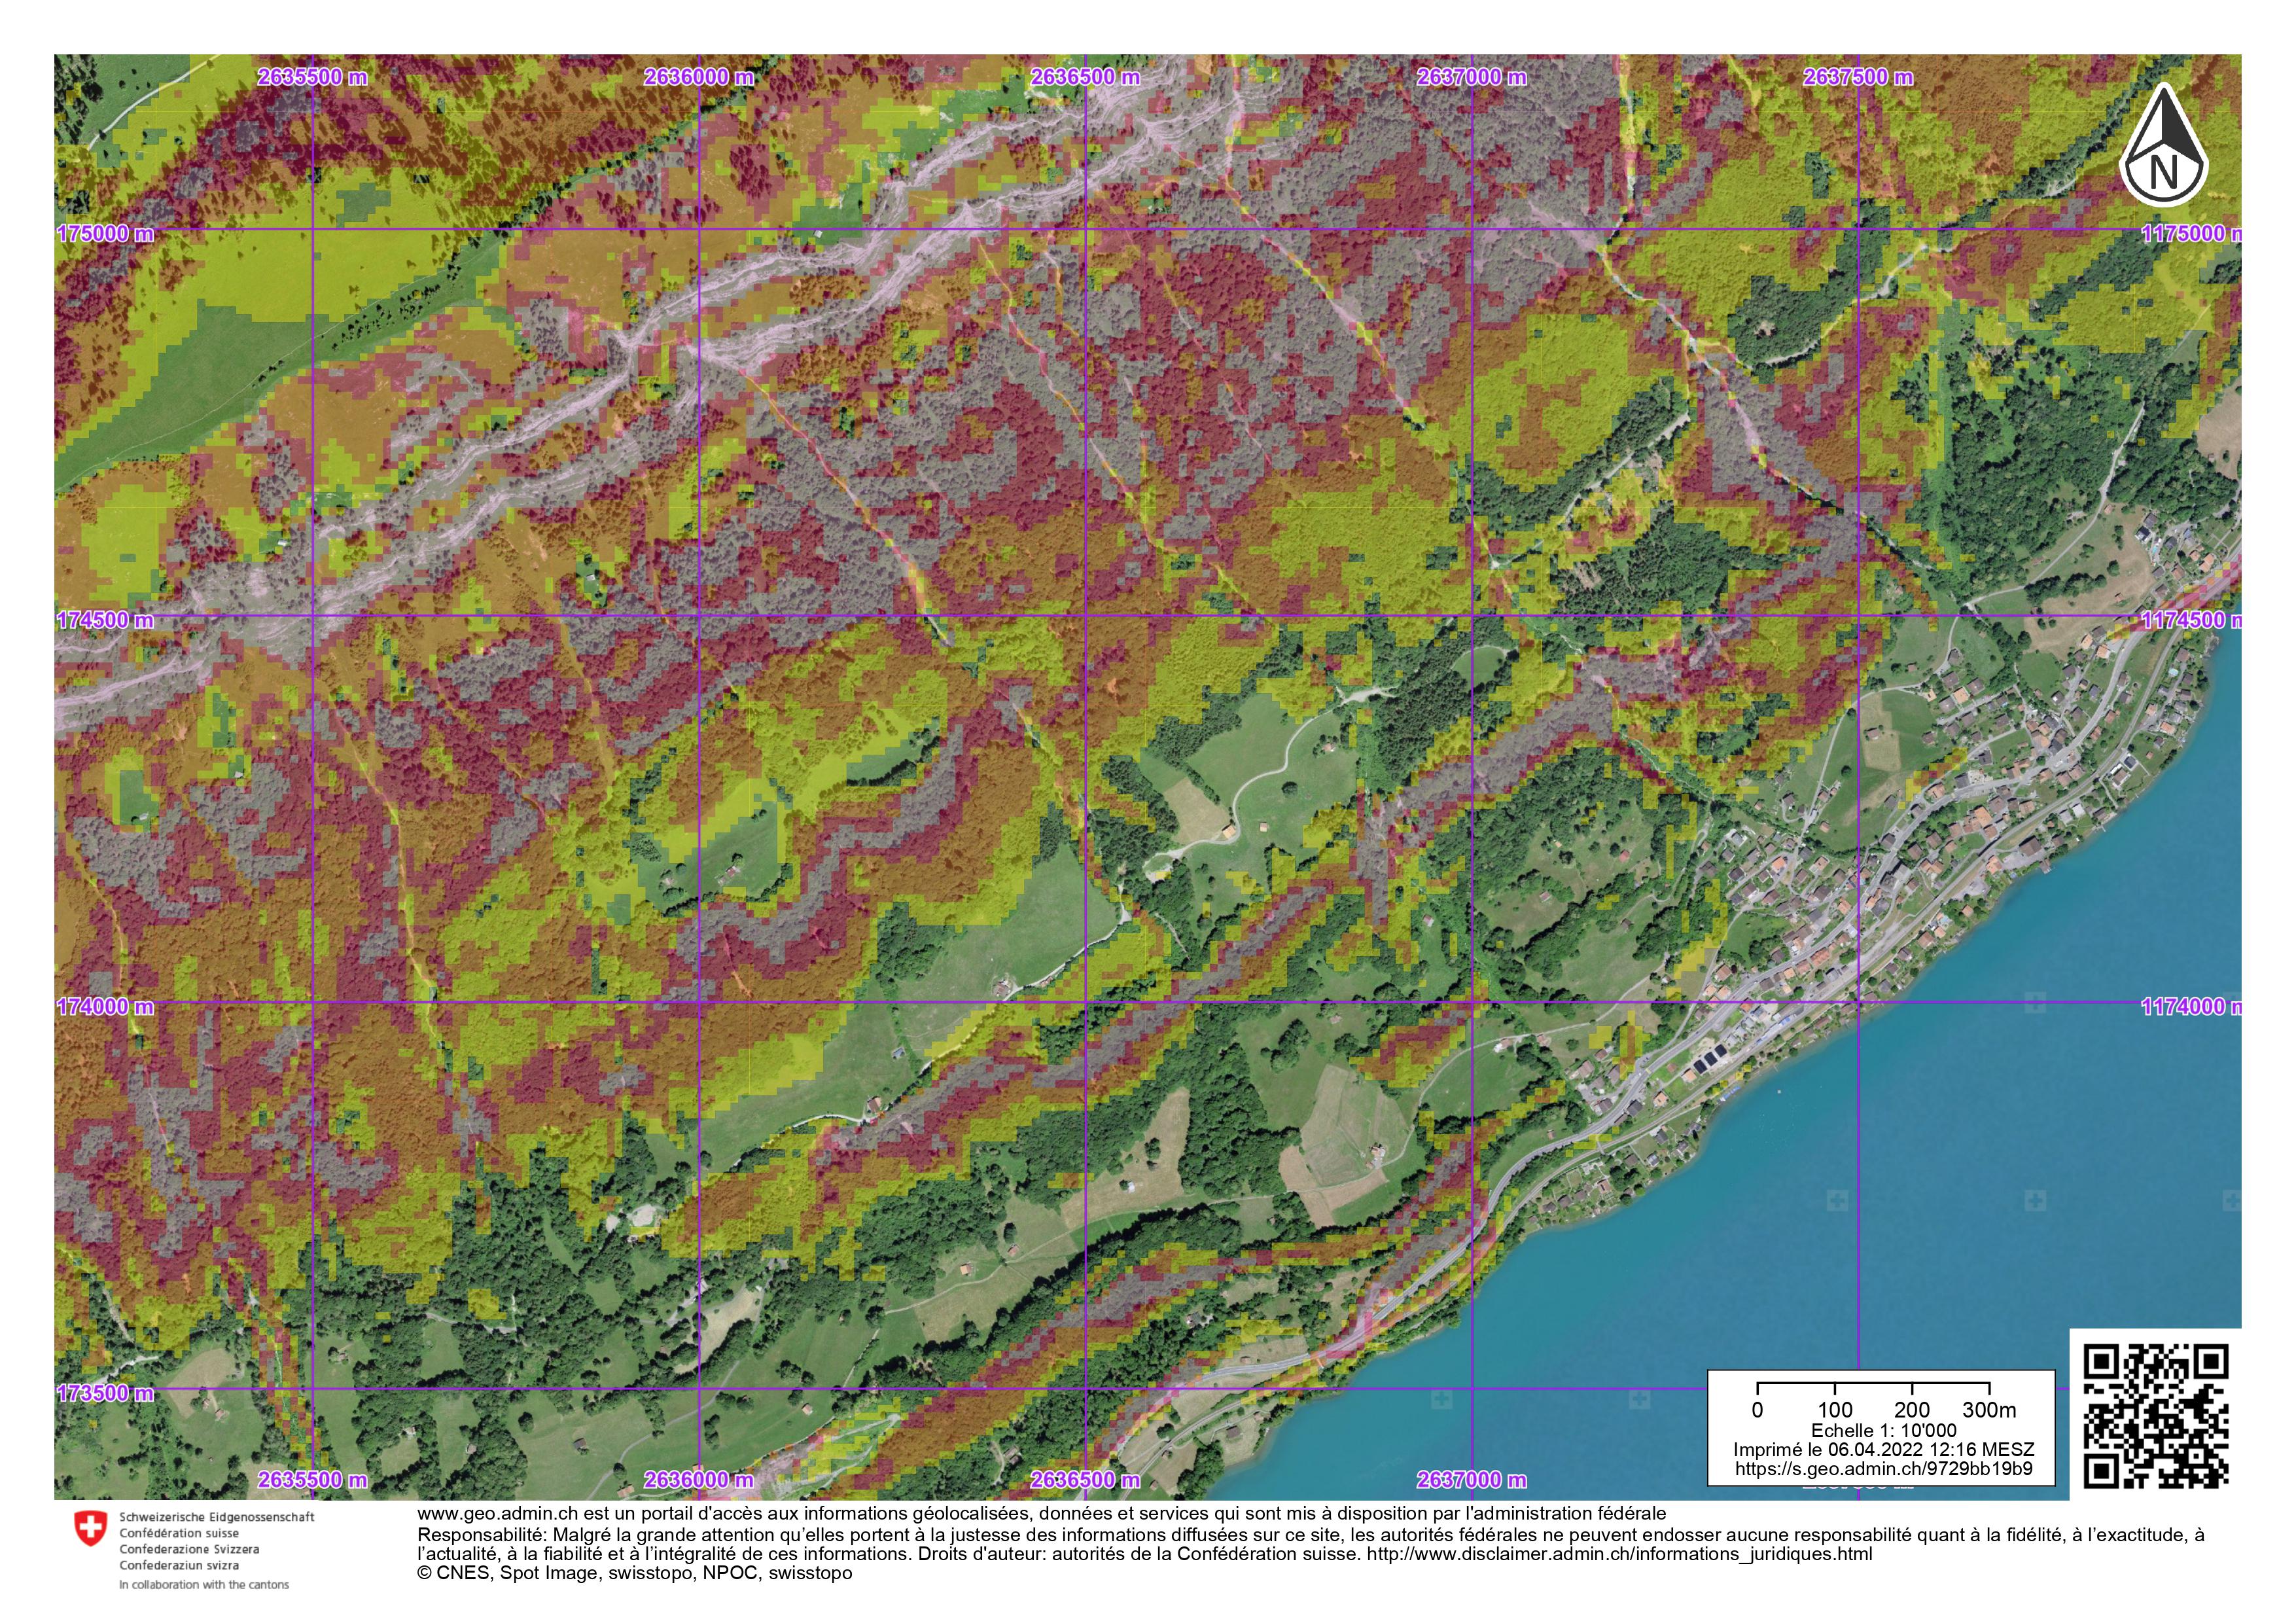 2635500 m 2636000 m 2636500 m 2637000 m 2637500 m
N
175000 m 1175000 m
174500 m 1174500 m
174000 m 1174000 m
173500 m
2635500 m 2636000 m 2636500 m 2637000 m
0 100 200 300m
Echelle 1: 10'000
Imprimé le 06.04.2022 12:16 MESZ
https://s.geo.admin.ch/9729bb19b9
Schweizerische Eidgenossenschaft
Confédération suisse
Confederazione Svizzera
Confederaziun svizra
In collaboration with the cantons
www.geo.admin.ch est un portail d'accès aux informations géolocalisées, données et services qui sont mis à disposition par l'administration fédérale
Responsabilité: Malgré la grande attention qu’elles portent à la justesse des informations diffusées sur ce site, les autorités fédérales ne peuvent endosser aucune responsabilité quant à la fidélité, à l’exactitude, à
l’actualité, à la fiabilité et à l’intégralité de ces informations. Droits d'auteur: autorités de la Confédération suisse. http://www.disclaimer.admin.ch/informations_juridiques.html
© CNES, Spot Image, swisstopo, NPOC, swisstopo